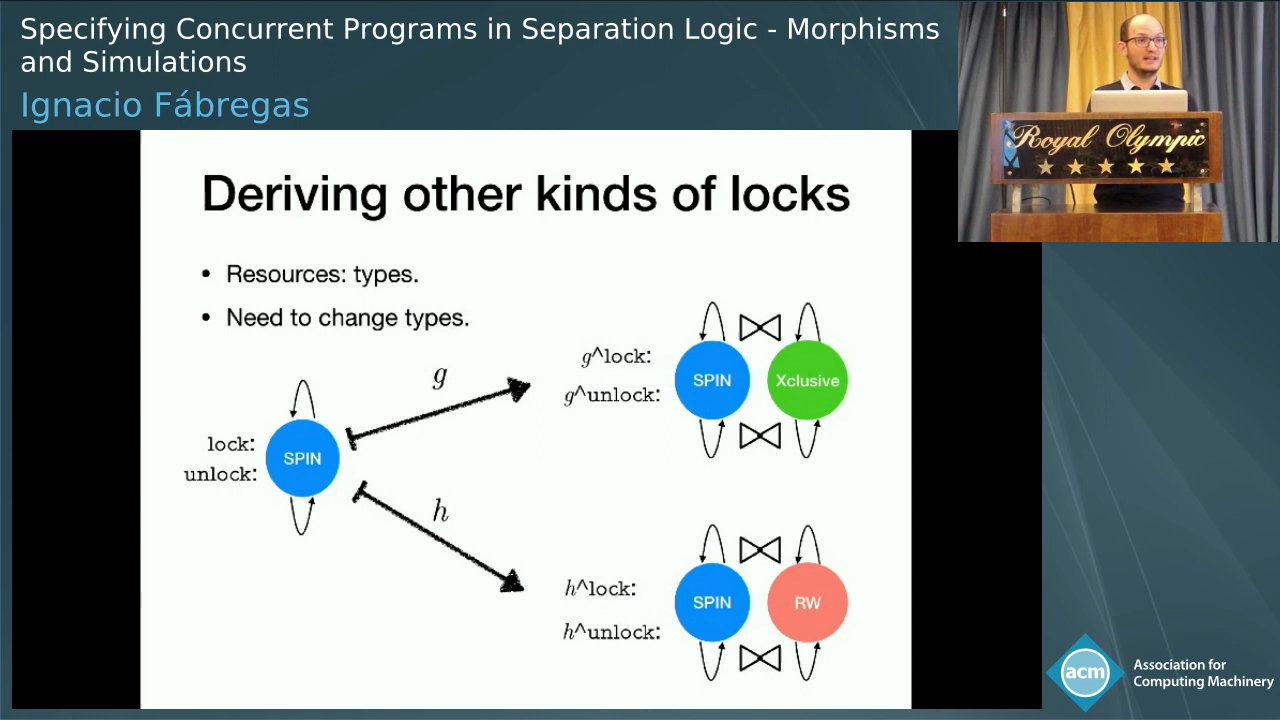 Specifying Concurrent Programs in Separation Logic - Morphisms
and Simulations
Ignacio Fábregas
Royal Olympic
Deriving other kinds of locks
• Resources: types.
• Need to change types.
g
g^lock:
g^unlock:
SPIN
Xclusive
lock:
unlock:
SPIN
h
h^lock:
h^unlock:
SPIN
RW
acm
Association for
Computing Machinery